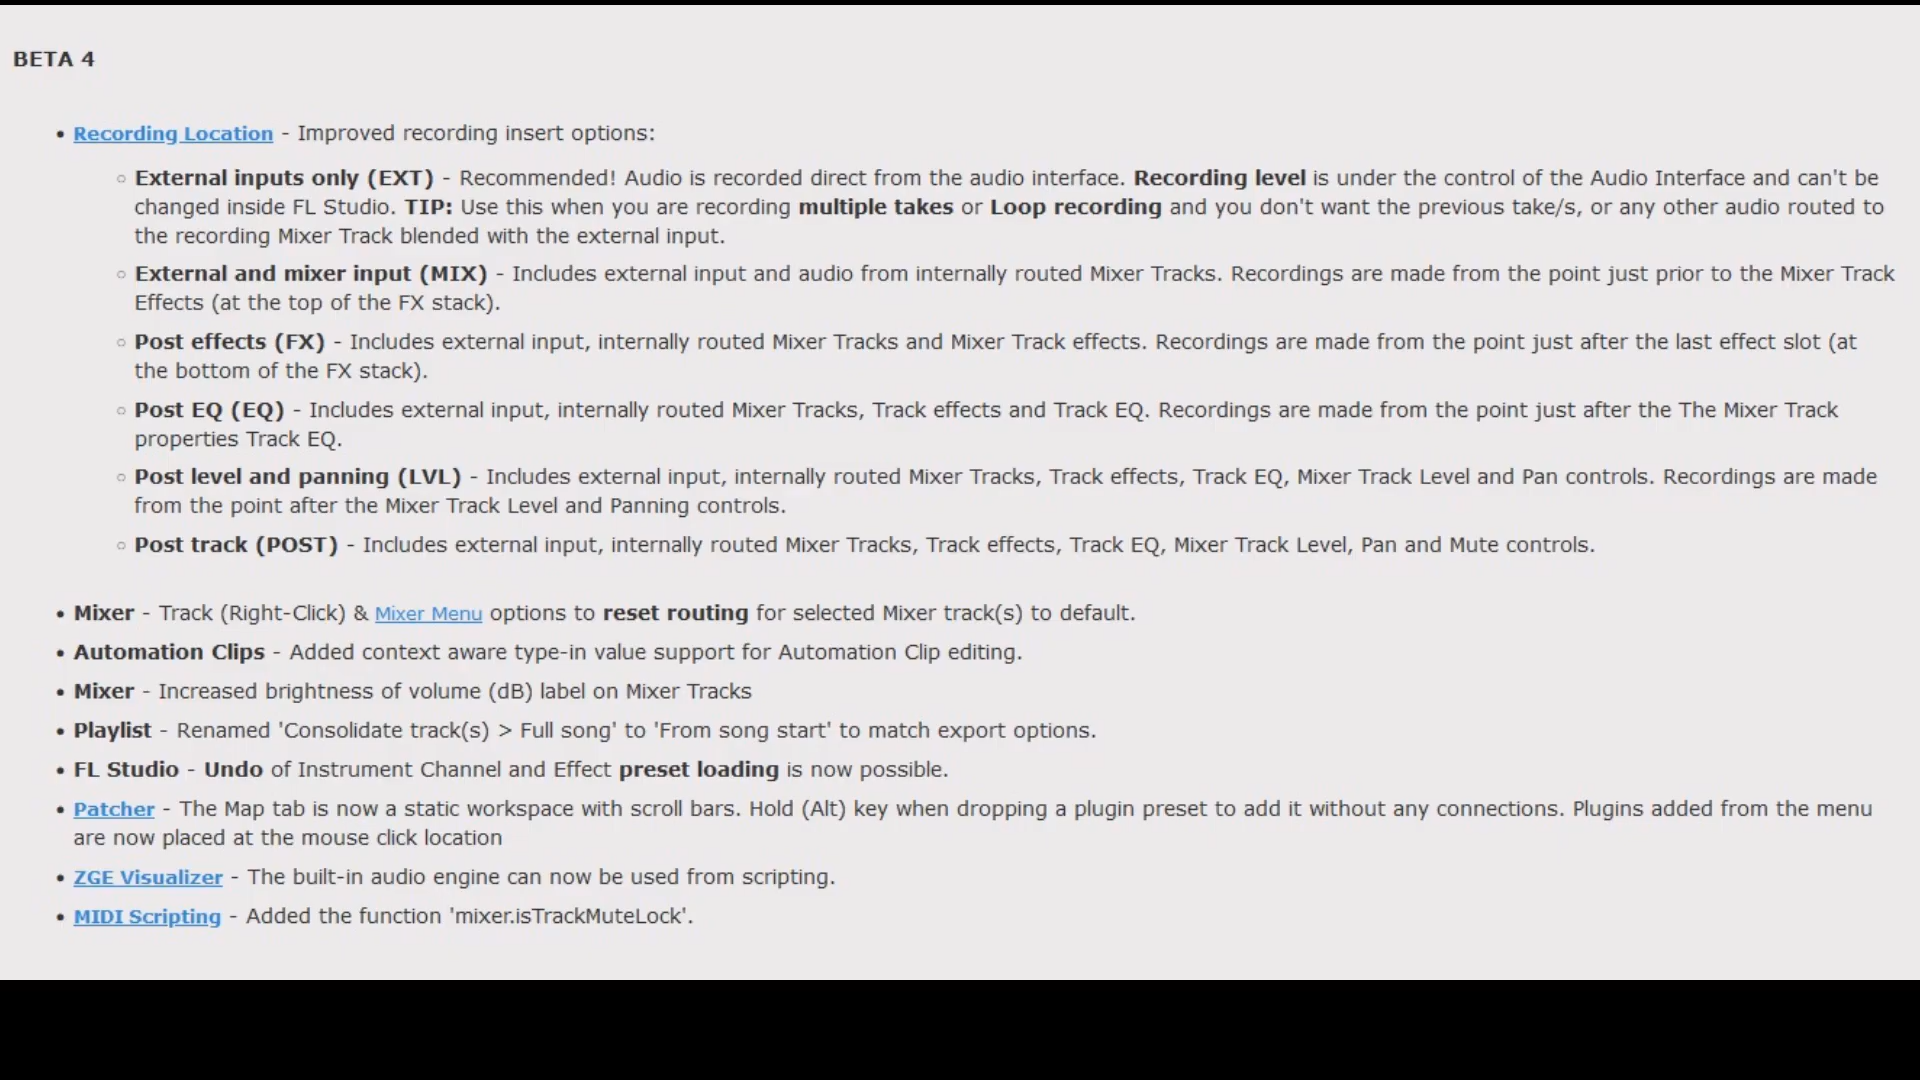 BETA 4
• Recording Location - Improved recording insert options:
○ External inputs only (EXT) - Recommended! Audio is recorded direct from the audio interface. Recording level is under the control of the Audio Interface and can't be
changed inside FL Studio. TIP: Use this when you are recording multiple takes or Loop recording and you don't want the previous take/s, or any other audio routed to
the recording Mixer Track blended with the external input.
○ External and mixer input (MIX) - Includes external input and audio from internally routed Mixer Tracks. Recordings are made from the point just prior to the Mixer Track
Effects (at the top of the FX stack).
○ Post effects (FX) - Includes external input, internally routed Mixer Tracks and Mixer Track effects. Recordings are made from the point just after the last effect slot (at
the bottom of the FX stack).
○ Post EQ (EQ) - Includes external input, internally routed Mixer Tracks, Track effects and Track EQ. Recordings are made from the point just after the The Mixer Track
properties Track EQ.
○ Post level and panning (LVL) - Includes external input, internally routed Mixer Tracks, Track effects, Track EQ, Mixer Track Level and Pan controls. Recordings are made
from the point after the Mixer Track Level and Panning controls.
○ Post track (POST) - Includes external input, internally routed Mixer Tracks, Track effects, Track EQ, Mixer Track Level, Pan and Mute controls.
• Mixer - Track (Right-Click) & Mixer Menu options to reset routing for selected Mixer track(s) to default.
• Automation Clips - Added context aware type-in value support for Automation Clip editing.
• Mixer - Increased brightness of volume (dB) label on Mixer Tracks
• Playlist - Renamed 'Consolidate track(s) > Full song' to 'From song start' to match export options.
• FL Studio - Undo of Instrument Channel and Effect preset loading is now possible.
• Patcher - The Map tab is now a static workspace with scroll bars. Hold (Alt) key when dropping a plugin preset to add it without any connections. Plugins added from the menu
are now placed at the mouse click location
• ZGE Visualizer - The built-in audio engine can now be used from scripting.
• MIDI Scripting - Added the function 'mixer.isTrackMuteLock'.